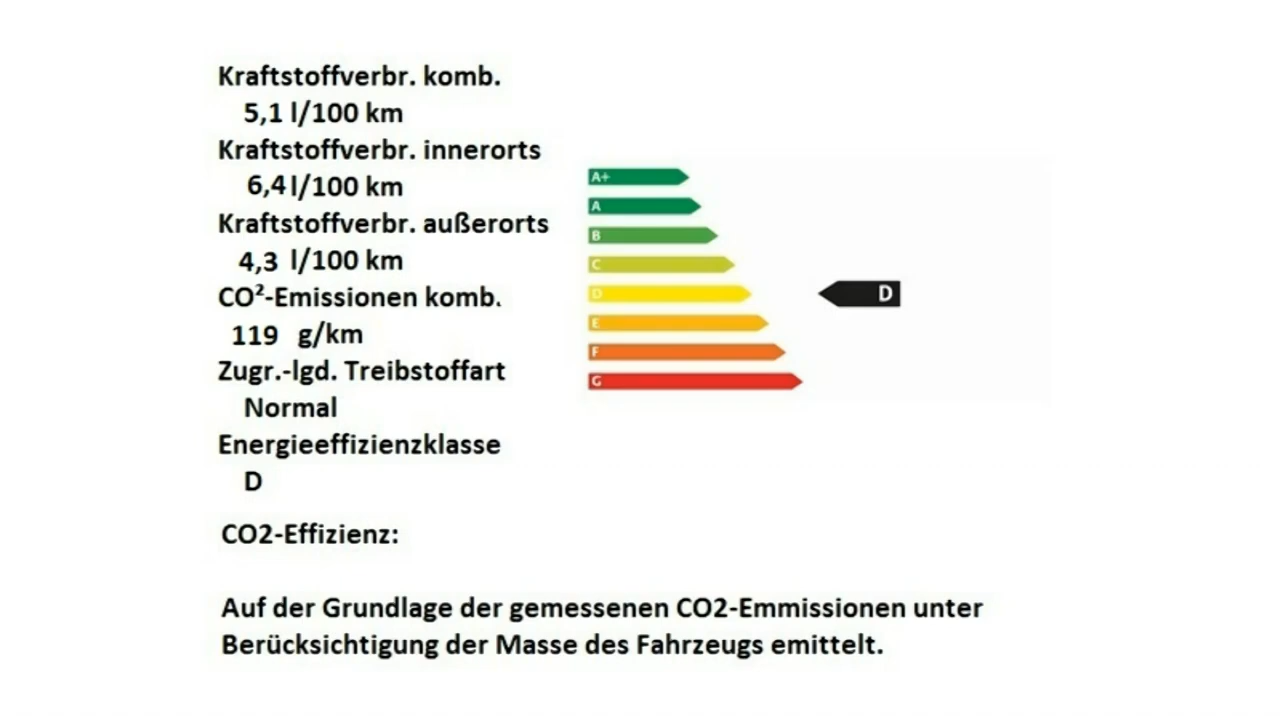 Kraftstoffverbr. komb.
5,1 l/100 km
Kraftstoffverbr. innerorts
6,4 l/100 km
Kraftstoffverbr. außerorts
4,3 l/100 km
CO²-Emissionen komb.
119 g/km
Zugr.-lgd. Treibstoffart
Normal
Energieeffizienzklasse
D
A+
A
B
C
D
D
E
F
G
CO2-Effizienz:
Auf der Grundlage der gemessenen CO2-Emmissionen unter
Berücksichtigung der Masse des Fahrzeugs emittelt.